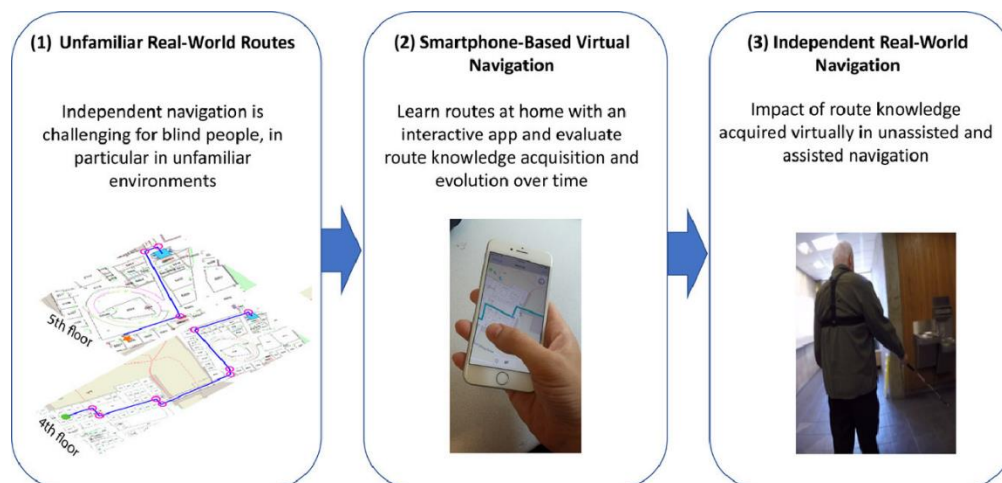 (1) Unfamiliar Real-World Routes
Independent navigation is
challenging for blind people, in
particular in unfamiliar
environments
5th floor
4th floor
(2) Smartphone-Based Virtual
Navigation
Learn routes at home with an
interactive app and evaluate
route knowledge acquisition and
evolution over time
(3) Independent Real-World
Navigation
Impact of route knowledge
acquired virtually in unassisted and
assisted navigation